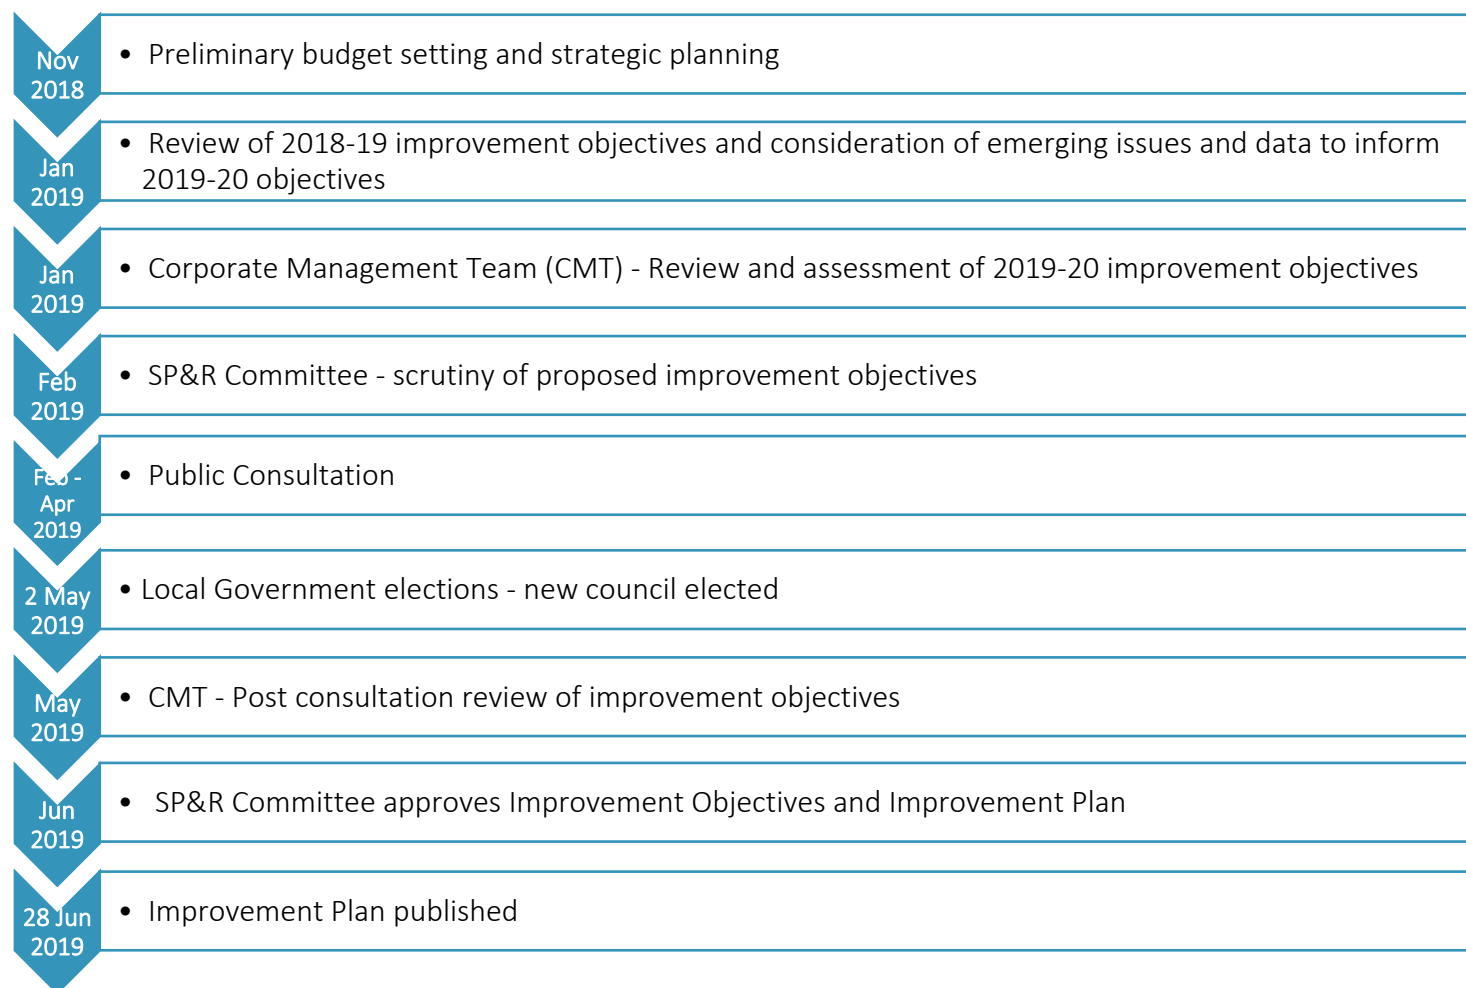 Nov
2018
• Preliminary budget setting and strategic planning
Jan
2019
• Review of 2018-19 improvement objectives and consideration of emerging issues and data to inform
2019-20 objectives
Jan
2019
• Corporate Management Team (CMT) - Review and assessment of 2019-20 improvement objectives
Feb
2019
• SP&R Committee - scrutiny of proposed improvement objectives
Feb -
Apr
2019
• Public Consultation
2 May
2019
• Local Government elections - new council elected
May
2019
• CMT - Post consultation review of improvement objectives
Jun
2019
• SP&R Committee approves Improvement Objectives and Improvement Plan
28 Jun
2019
• Improvement Plan published